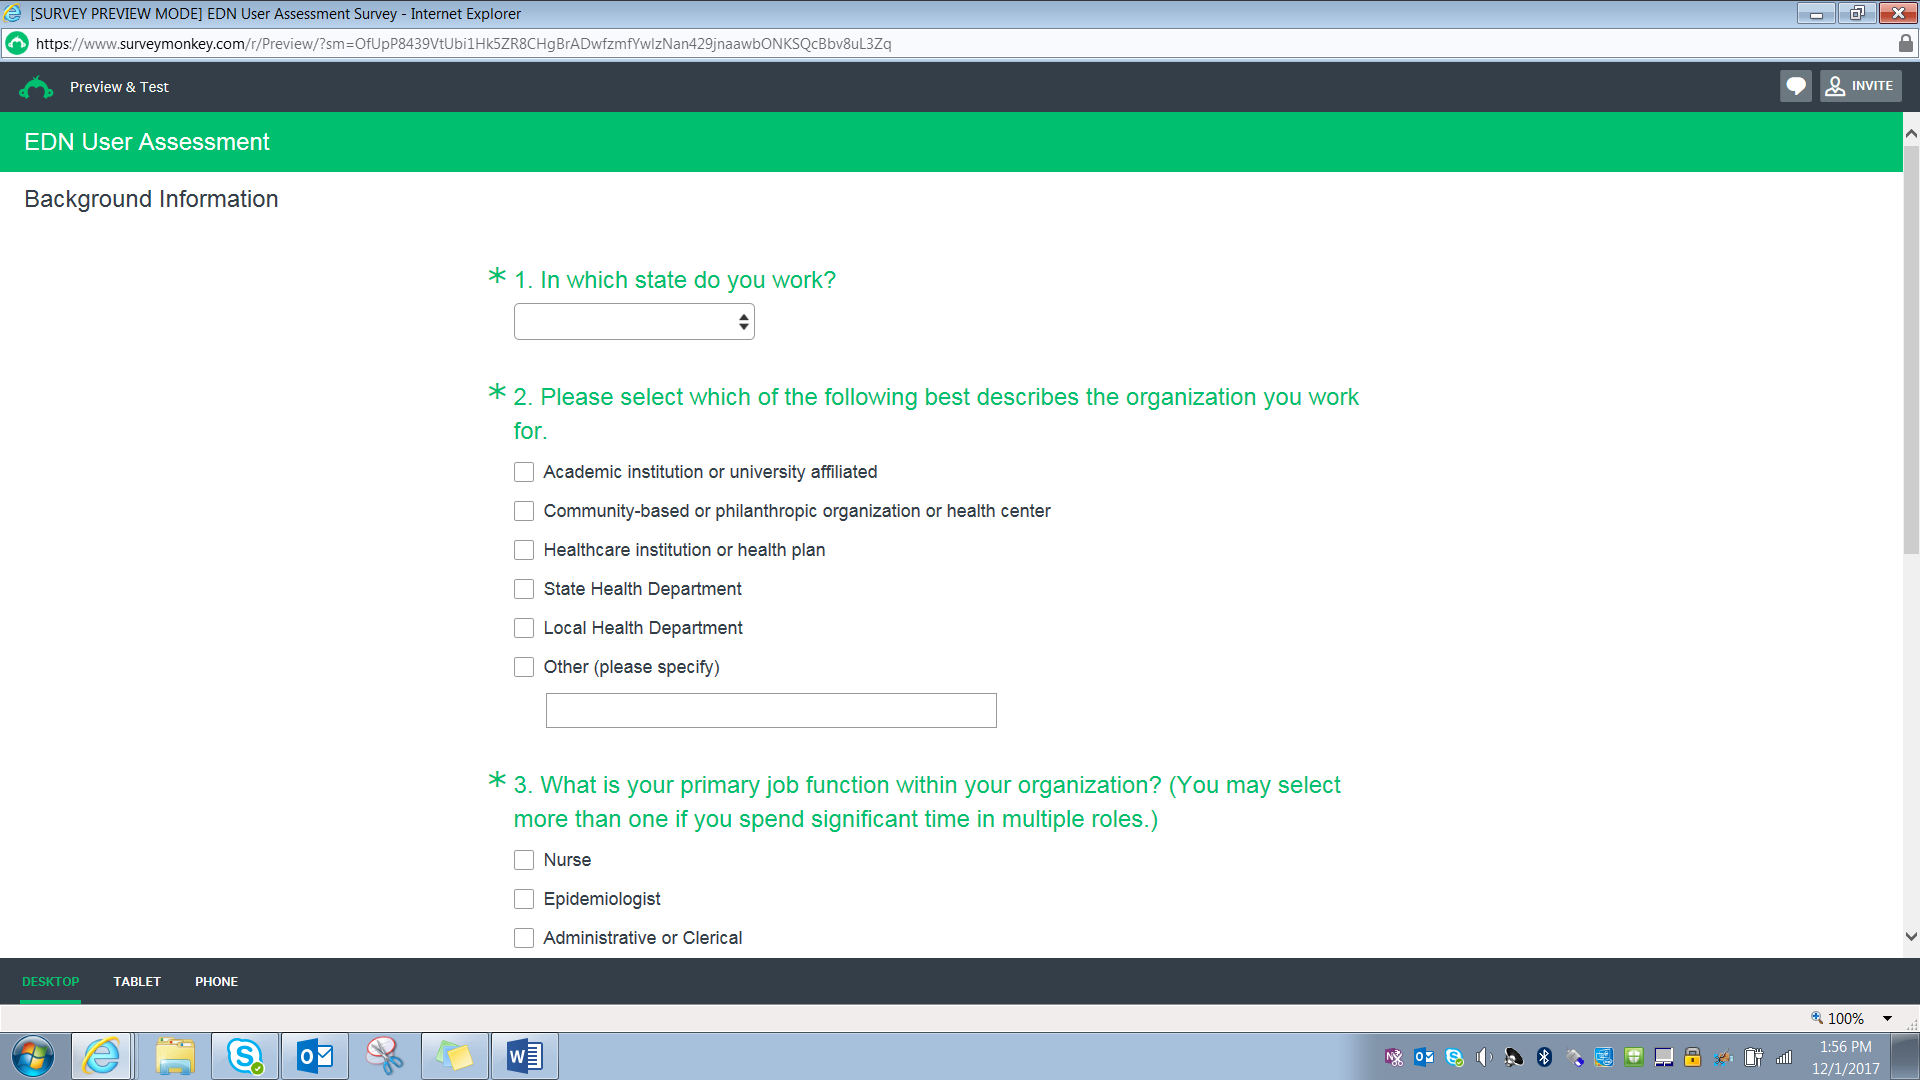 [SURVEY PREVIEW MODE] EDN User Assessment Survey - Internet Explorer
https://www.surveymonkey.com/r/Preview/?sm=OfUpP8439VtUbi1Hk5ZR8CHgBrADwfzmfYwlzNan429jnaawbONKSQcBbv8uL3Zq
Preview & Test
INVITE
EDN User Assessment
Background Information
* 1. In which state do you work?
* 2. Please select which of the following best describes the organization you work
for.
Academic institution or university affiliated
Community-based or philanthropic organization or health center
Healthcare institution or health plan
State Health Department
Local Health Department
Other (please specify)
* 3. What is your primary job function within your organization? (You may select
more than one if you spend significant time in multiple roles.)
Nurse
Epidemiologist
Administrative or Clerical
DESKTOP TABLET PHONE
100%
1:56 PM
12/1/2017